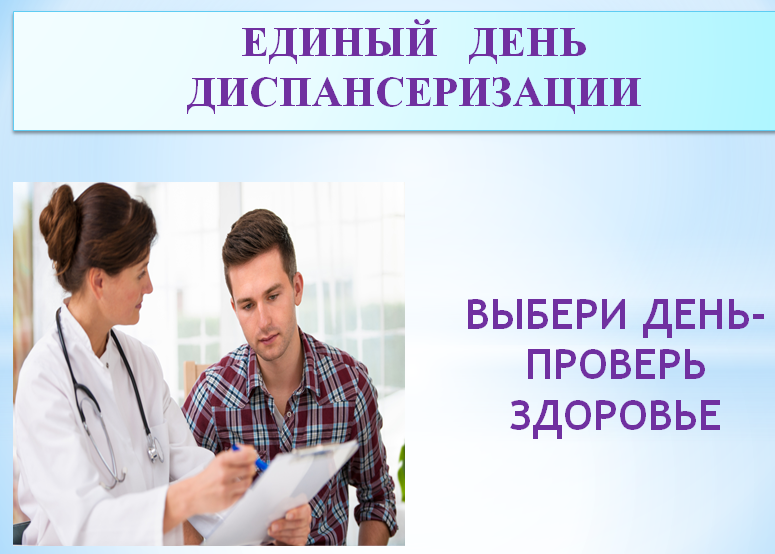 ЕДИНЫЙ ДЕНЬ
ДИСПАНСЕРИЗАЦИИ
ВЫБЕРИ ДЕНЬ-
ПРОВЕРЬ
ЗДОРОВЬЕ